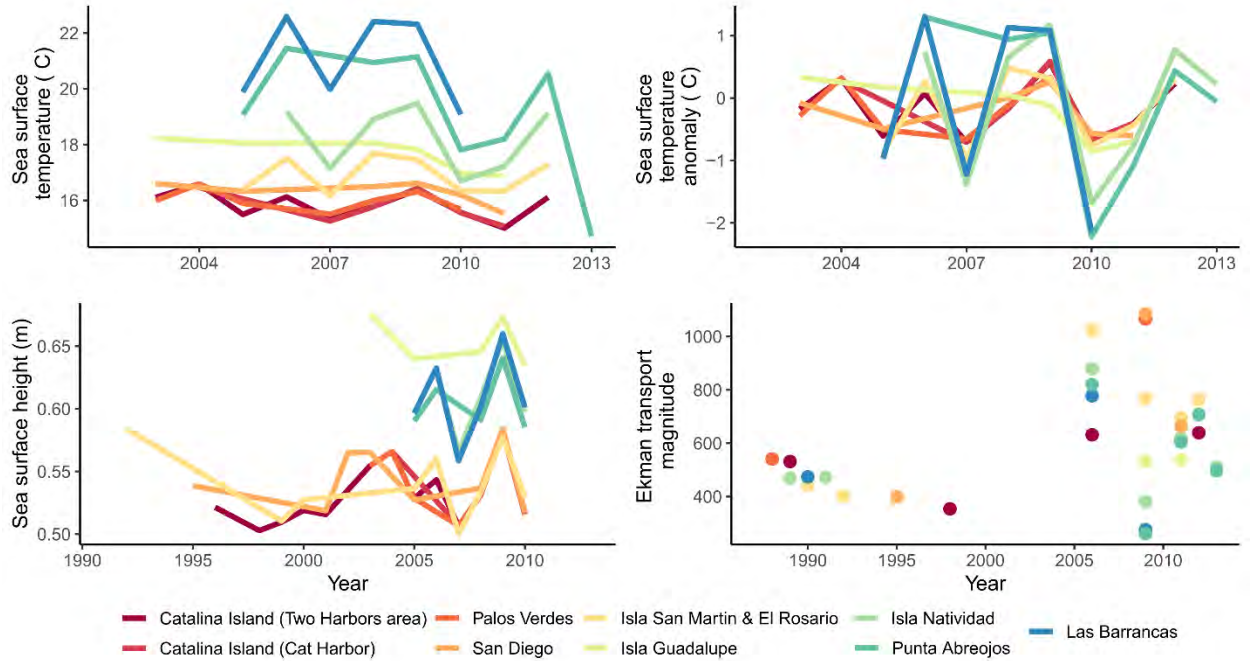 Sea surface
temperature ( C)
22
20
18
16
2004
2007
2010
2013
Sea surface
temperature
anomaly ( C)
1
0
−1
−2
2004
2007
2010
2013
Sea surface height (m)
0.65
0.60
0.55
0.50
1990
1995
2000
2005
2010
Year
Ekman transport
magnitude
1000
800
600
400
1990
1995
2000
2005
2010
Year
Catalina Island (Two Harbors area)
Palos Verdes
Isla San Martin & El Rosario
Isla Natividad
Las Barrancas
Catalina Island (Cat Harbor)
San Diego
Isla Guadalupe
Punta Abreojos